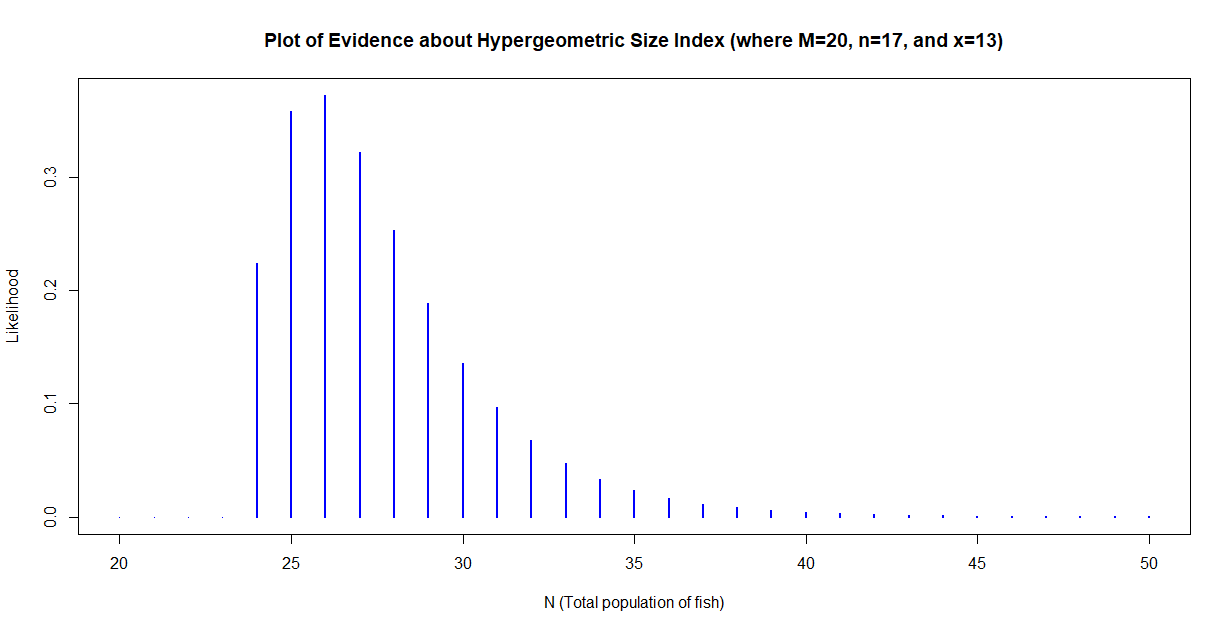 Plot of Evidence about Hypergeometric Size Index (where M=20, n=17, and x=13)
Likelihood
0.3
0.2
0.1
0.0
20 25 30 35 40 45 50
N (Total population of fish)